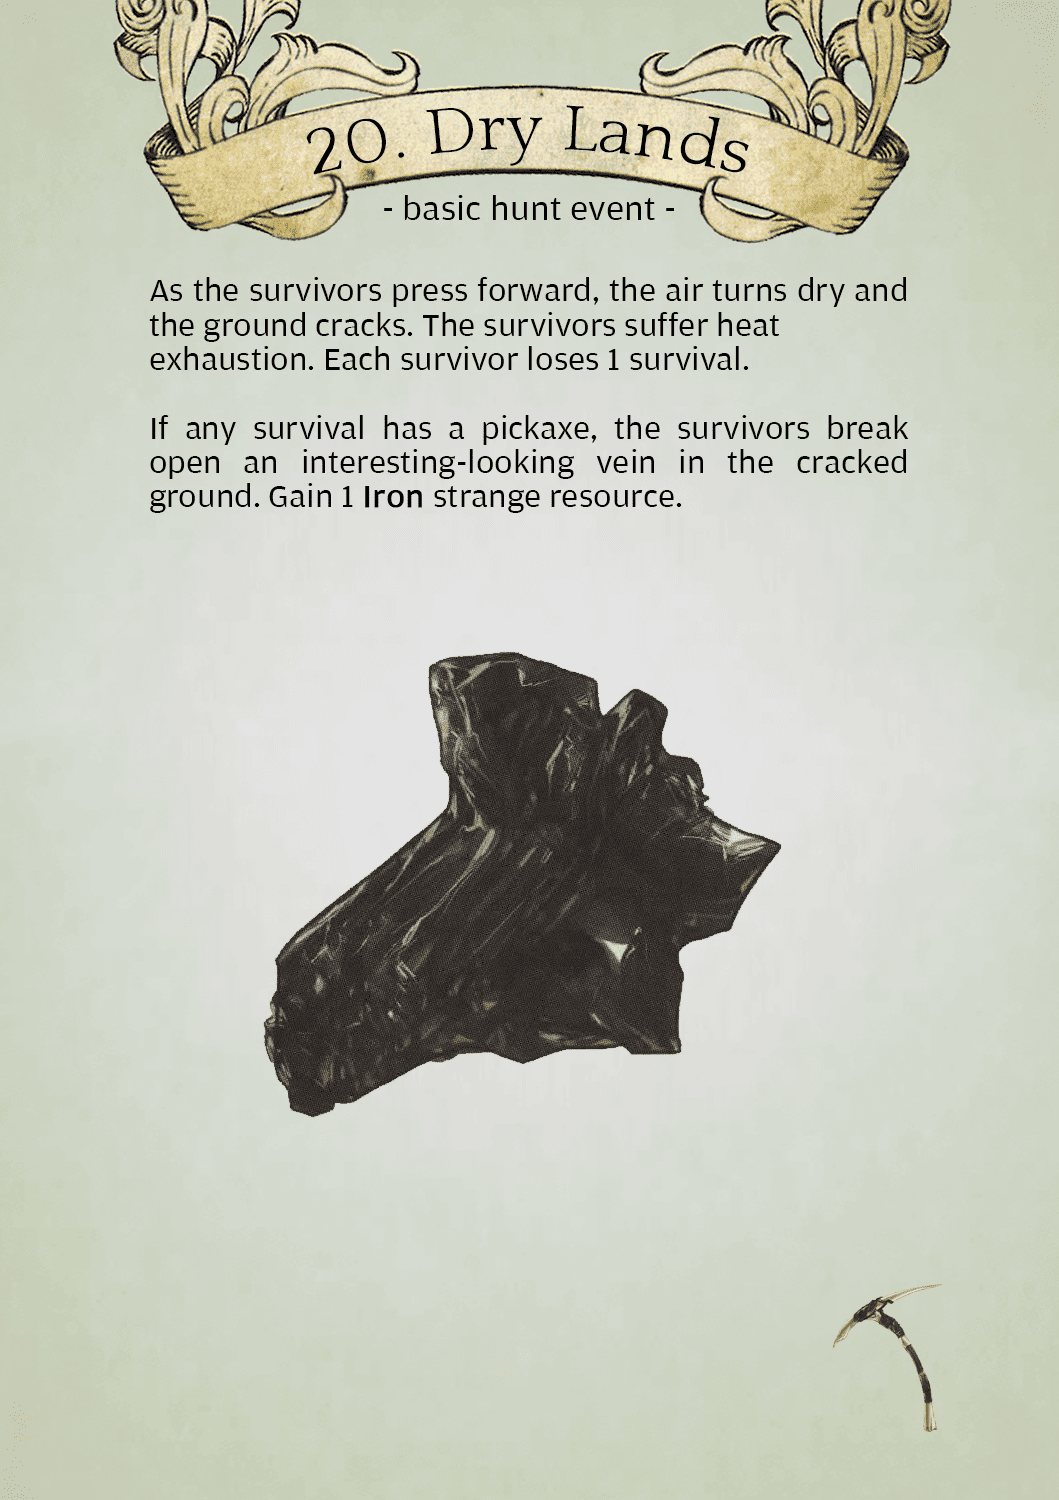 20. Dry Lands
- basic hunt event -
As the survivors press forward, the air turns dry and
the ground cracks. The survivors suffer heat
exhaustion. Each survivor loses 1 survival.
If any survival has a pickaxe, the survivors break
open an interesting-looking vein in the cracked
ground. Gain 1 Iron strange resource.